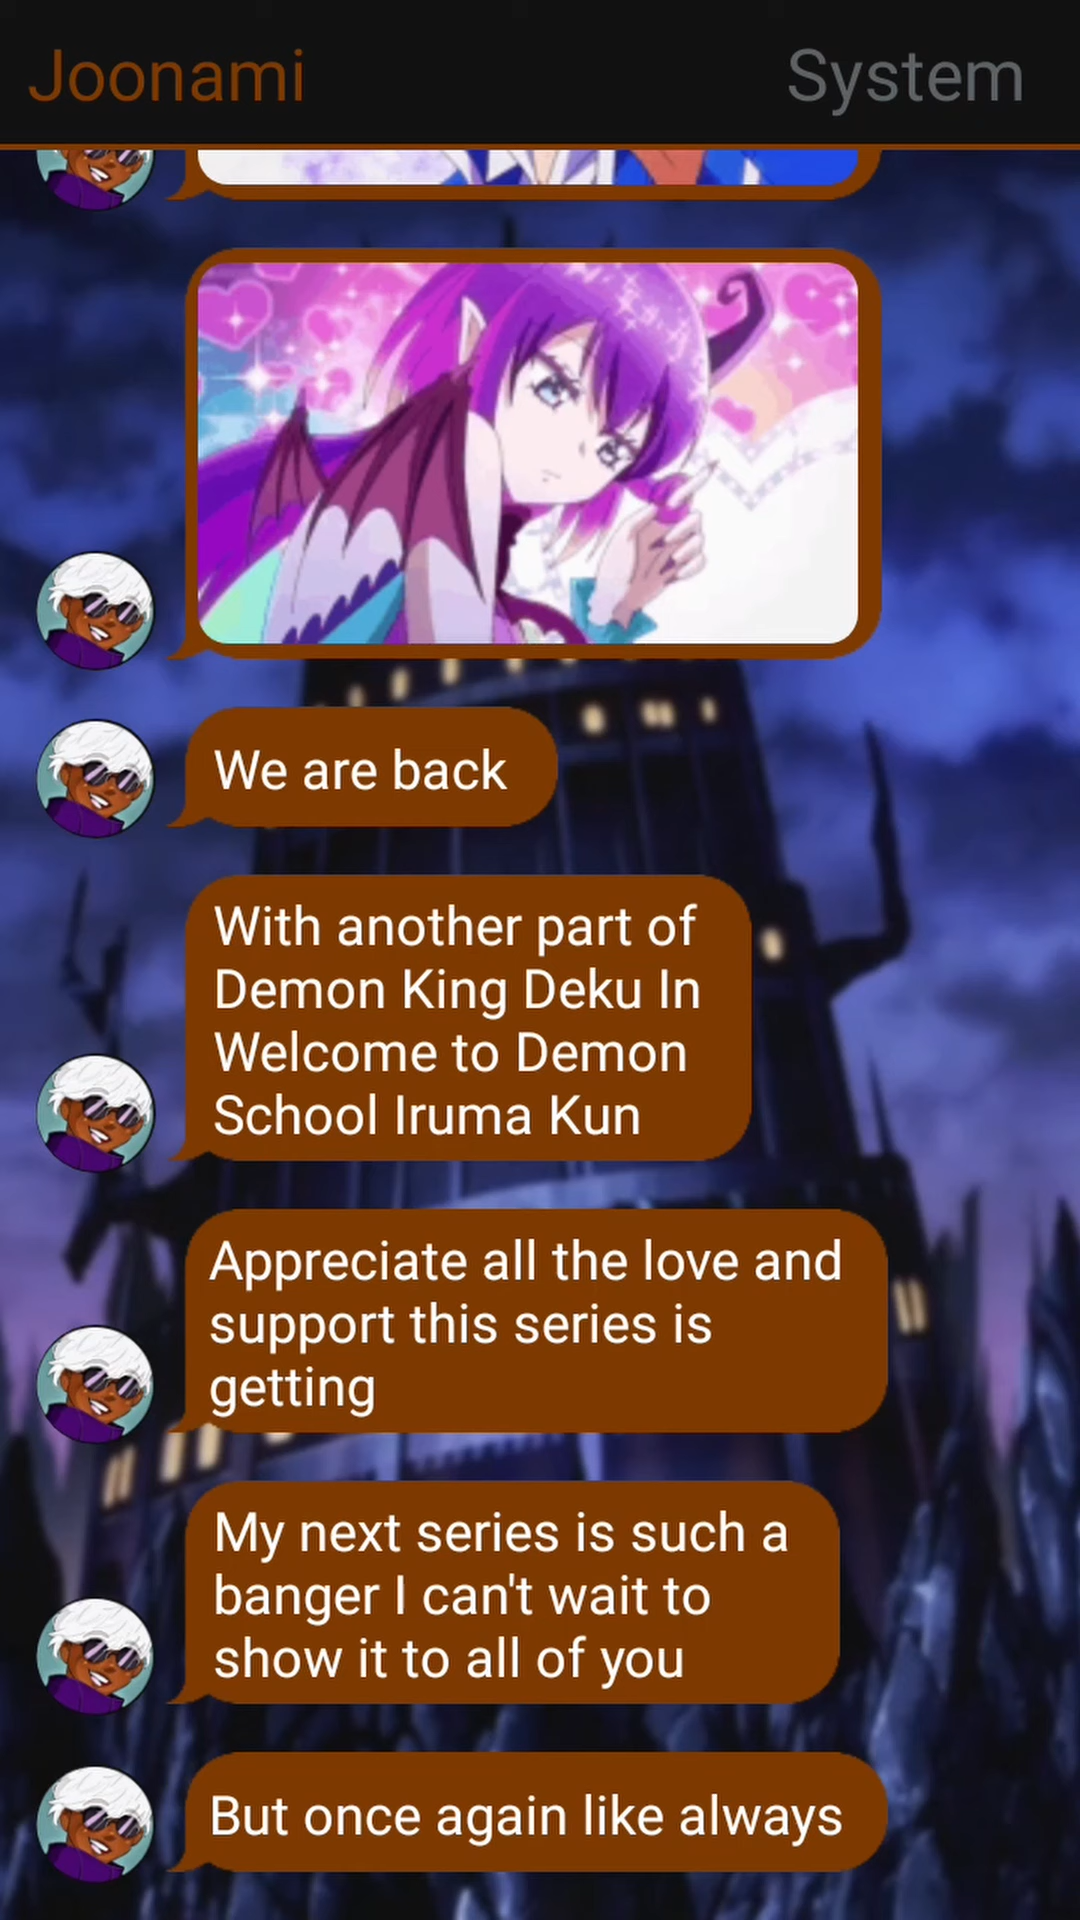 Joonami
System
We are back
With another part of
Demon King Deku In
Welcome to Demon
School Iruma Kun
Appreciate all the love and
support this series is
getting
My next series is such a
banger I can't wait to
show it to all of you
But once again like always